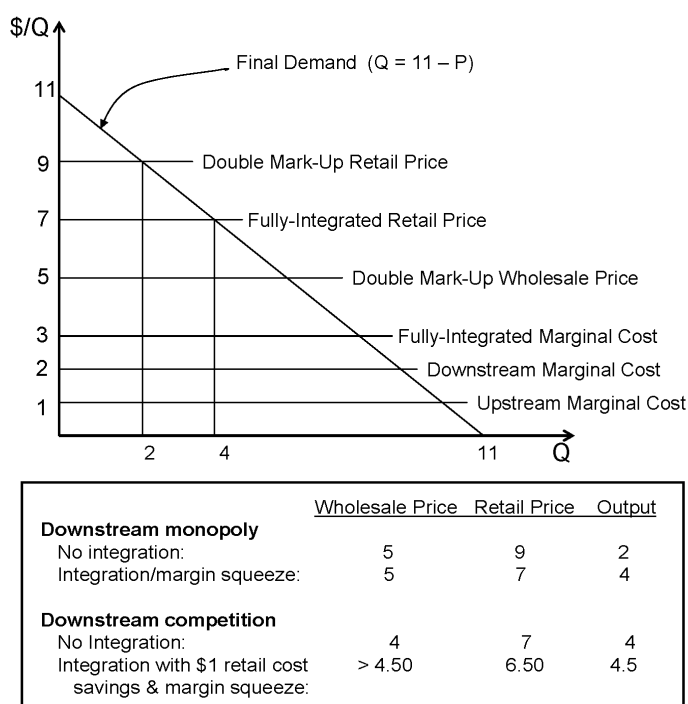 $/Q
Final Demand (Q = 11 – P)
11
9
Double Mark-Up Retail Price
7
Fully-Integrated Retail Price
5
Double Mark-Up Wholesale Price
3
Fully-Integrated Marginal Cost
2
Downstream Marginal Cost
1
Upstream Marginal Cost
2 4 11 Q
Wholesale Price Retail Price Output
Downstream monopoly
No integration: 5 9 2
Integration/margin squeeze: 5 7 4
Downstream competition
No Integration: 4 7 4
Integration with $1 retail cost > 4.50 6.50 4.5
savings & margin squeeze: